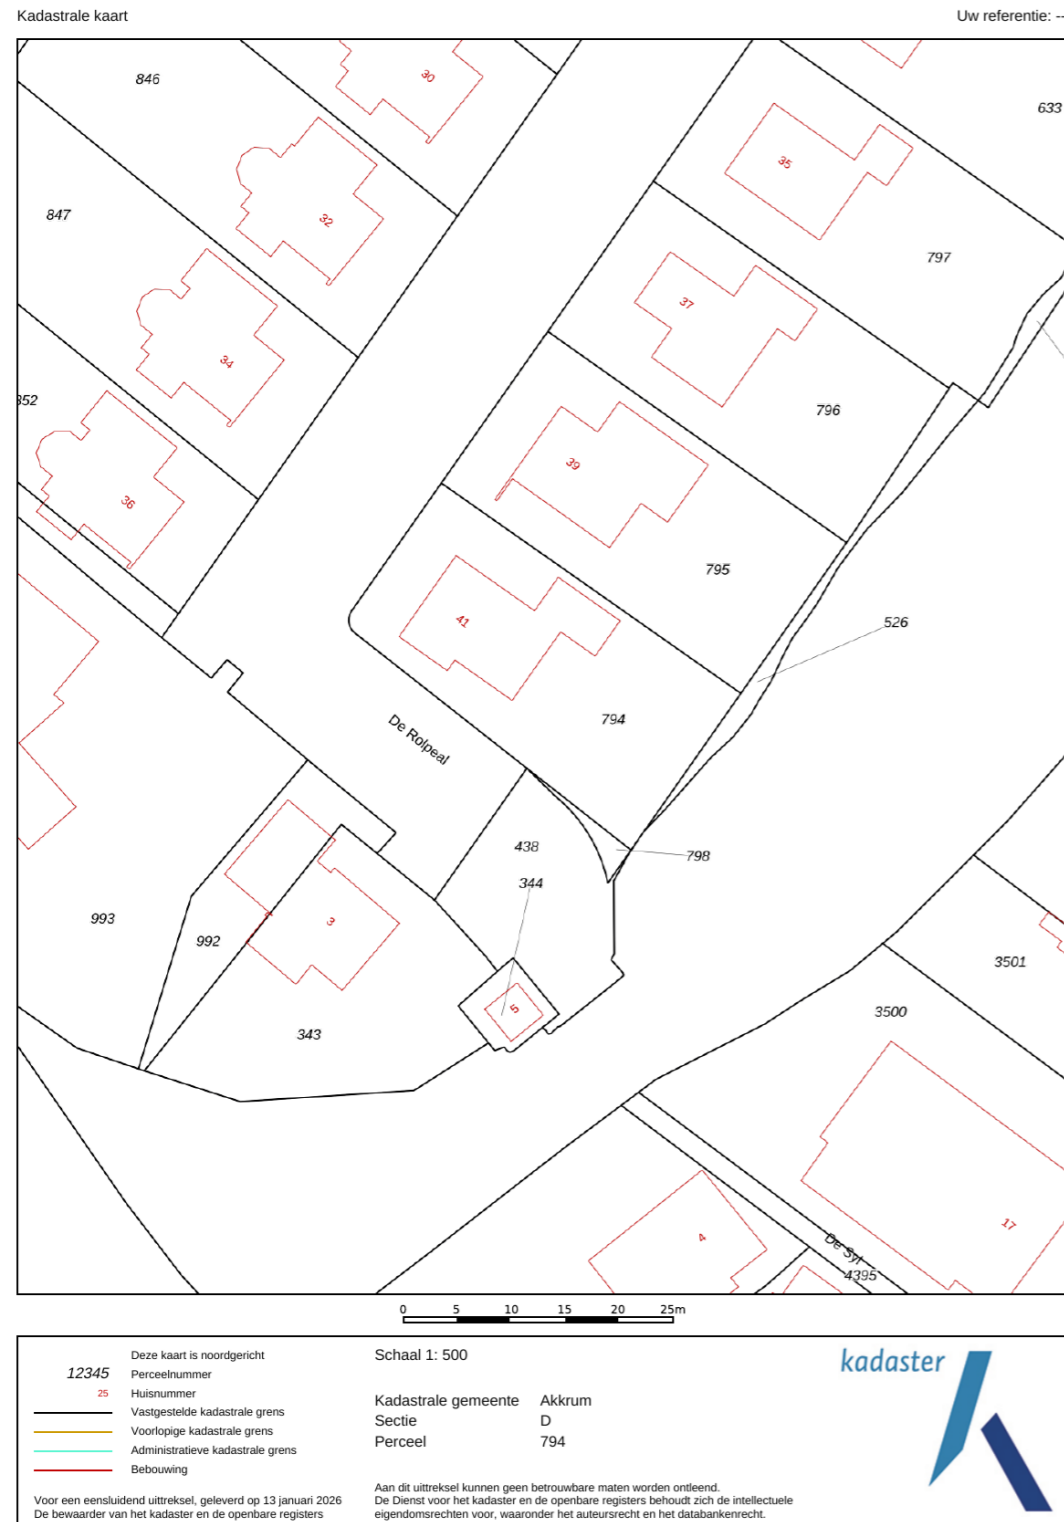 Kadastrale kaart
Uw referentie: --
846
30
633
35
847
32
797
37
34
852
796
39
36
795
526
41
794
De Rolpeal
438
798
344
993
992
3
3501
5
343
3500
17
4
De Syl
4395
0 5 10 15 20 25m
Deze kaart is noordgericht
12345 Perceelnummer
25 Huisnummer
Vastgestelde kadastrale grens
Voorlopige kadastrale grens
Administratieve kadastrale grens
Bebouwing
Voor een eensluidend uittreksel, geleverd op 13 januari 2026
De bewaarder van het kadaster en de openbare registers
Schaal 1: 500
Kadastrale gemeente Akkrum
Sectie D
Perceel 794
Aan dit uittreksel kunnen geen betrouwbare maten worden ontleend.
De Dienst voor het kadaster en de openbare registers behoudt zich de intellectuele
eigendomsrechten voor, waaronder het auteursrecht en het databankenrecht.
kadaster